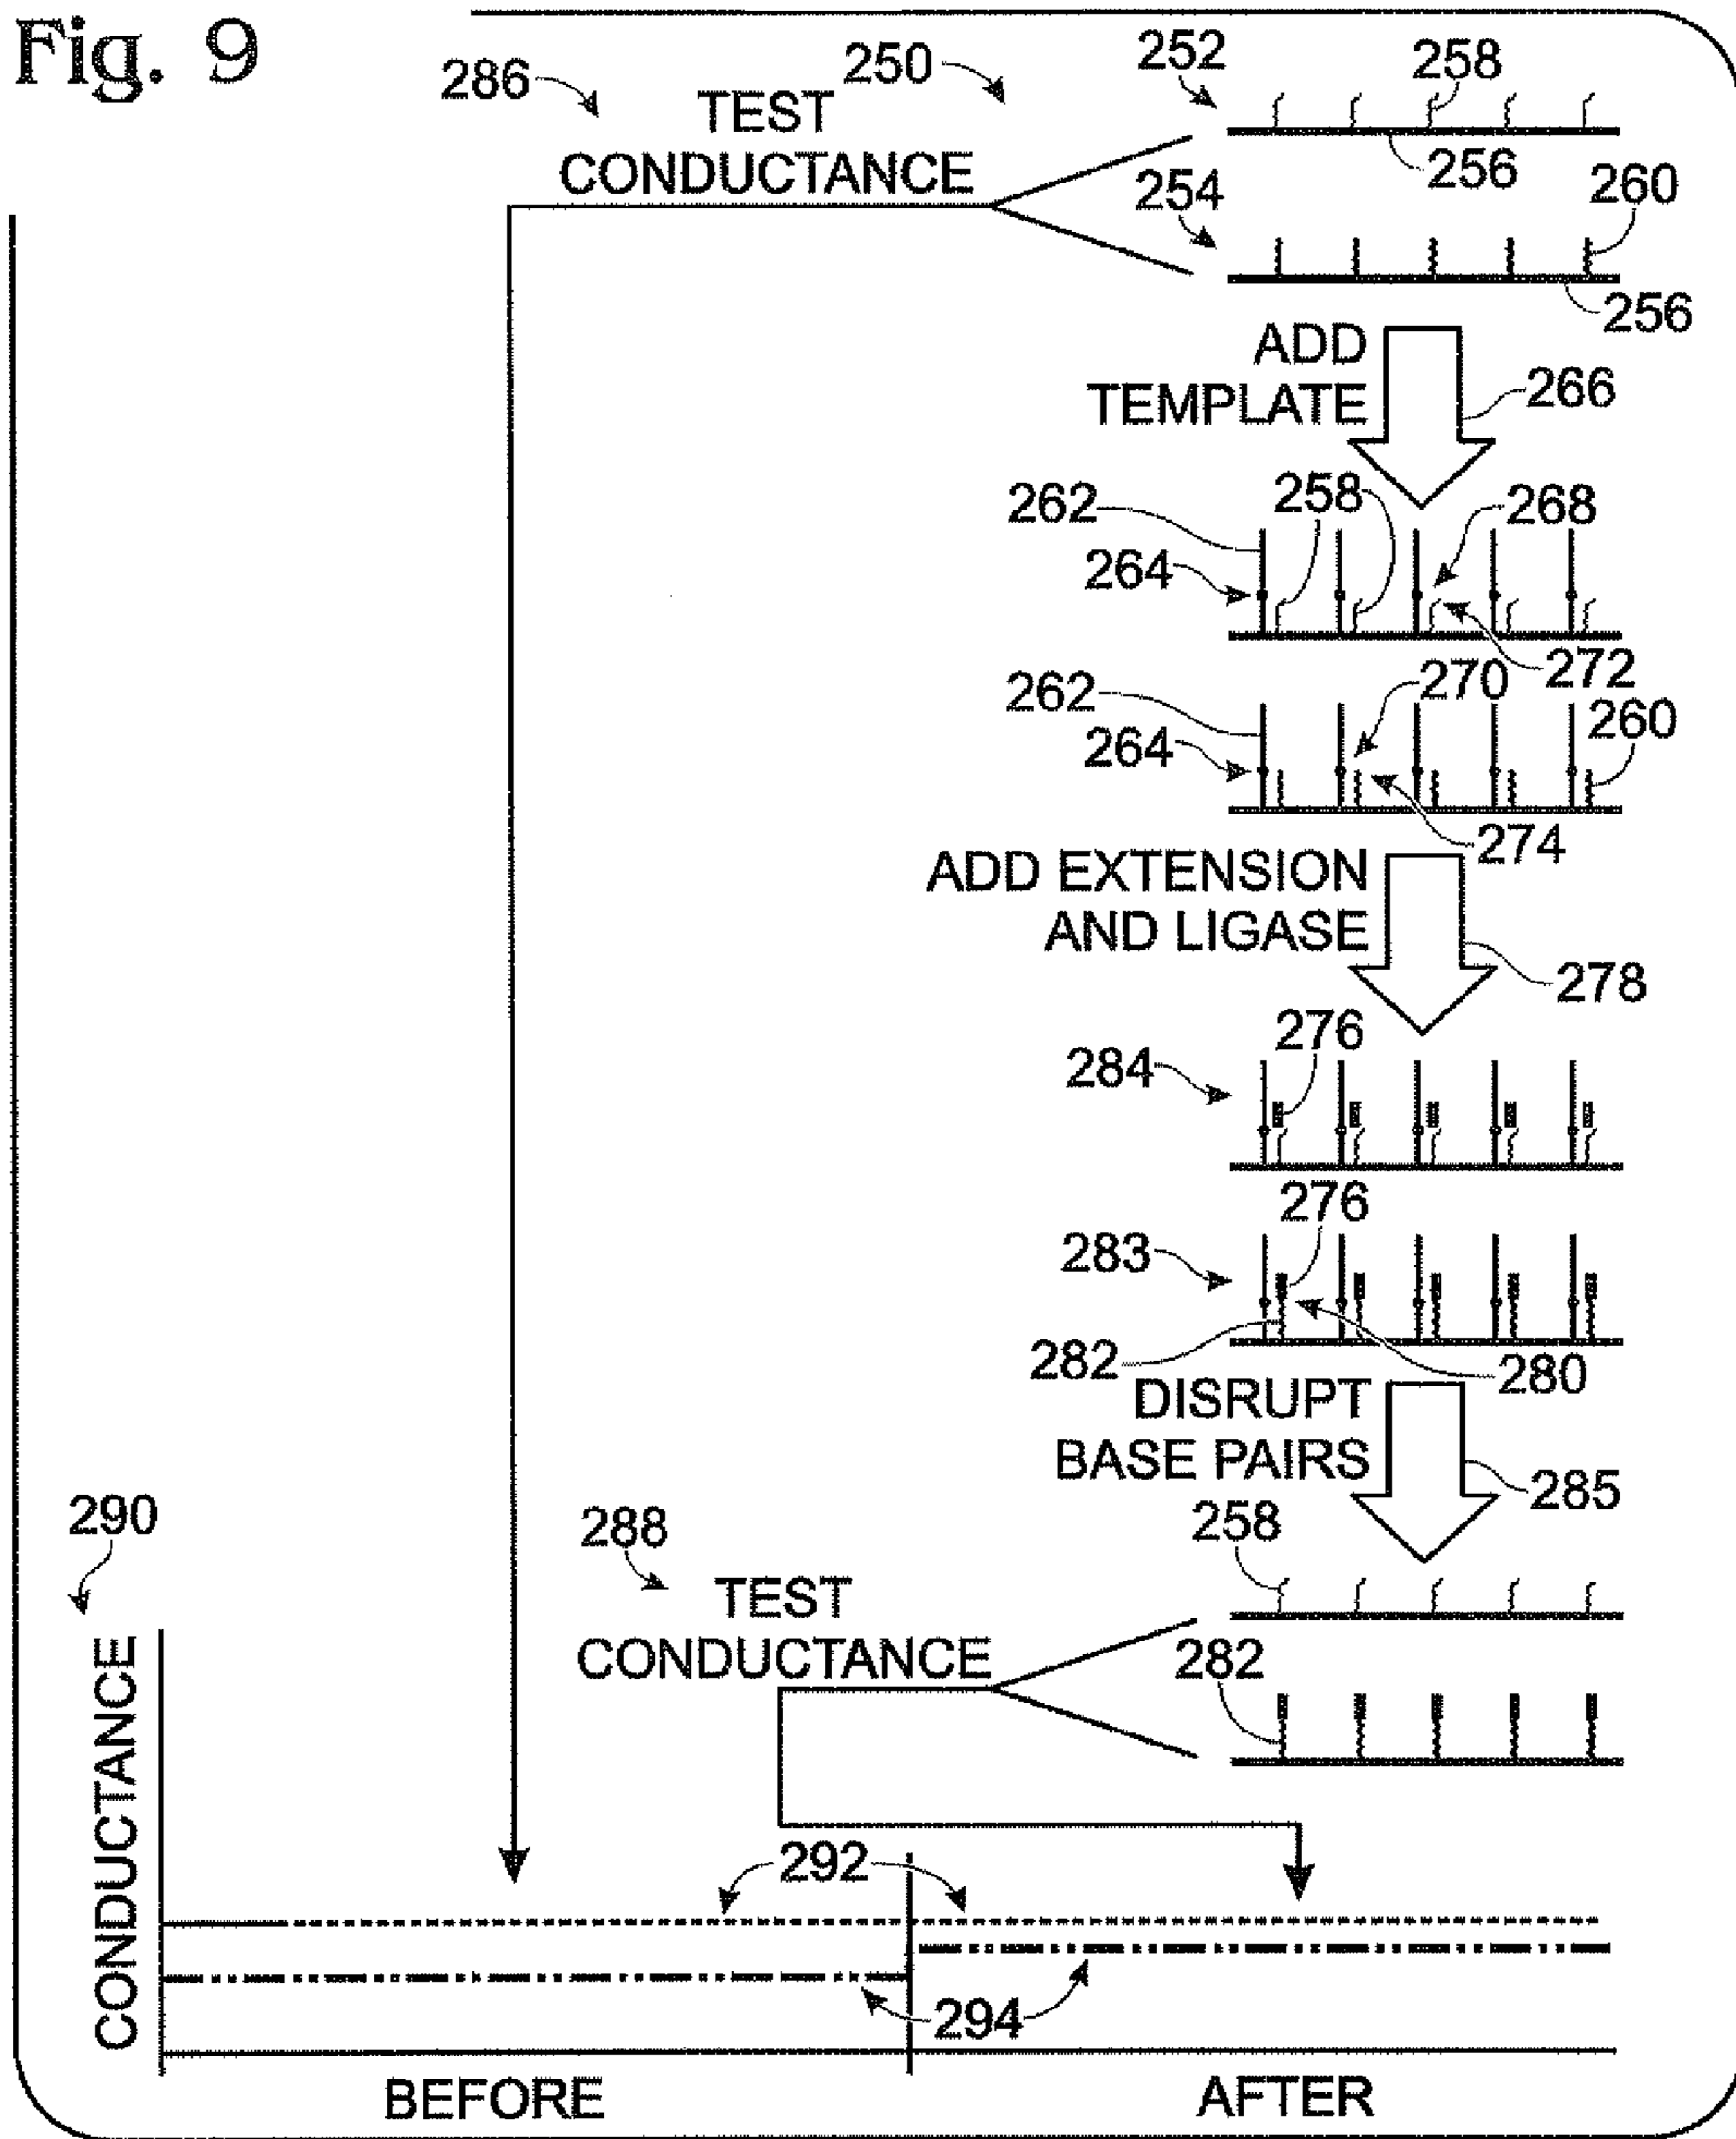 Fig. 9
286
250
252
258
TEST
CONDUCTANCE
256
254
260
256
ADD
TEMPLATE
266
262
258
268
264
272
262
270
260
264
274
ADD EXTENSION
AND LIGASE
278
276
284
276
283
282
280
DISRUPT
BASE PAIRS
285
290
288
258
TEST
CONDUCTANCE
282
CONDUCTANCE
292
294
BEFORE
AFTER